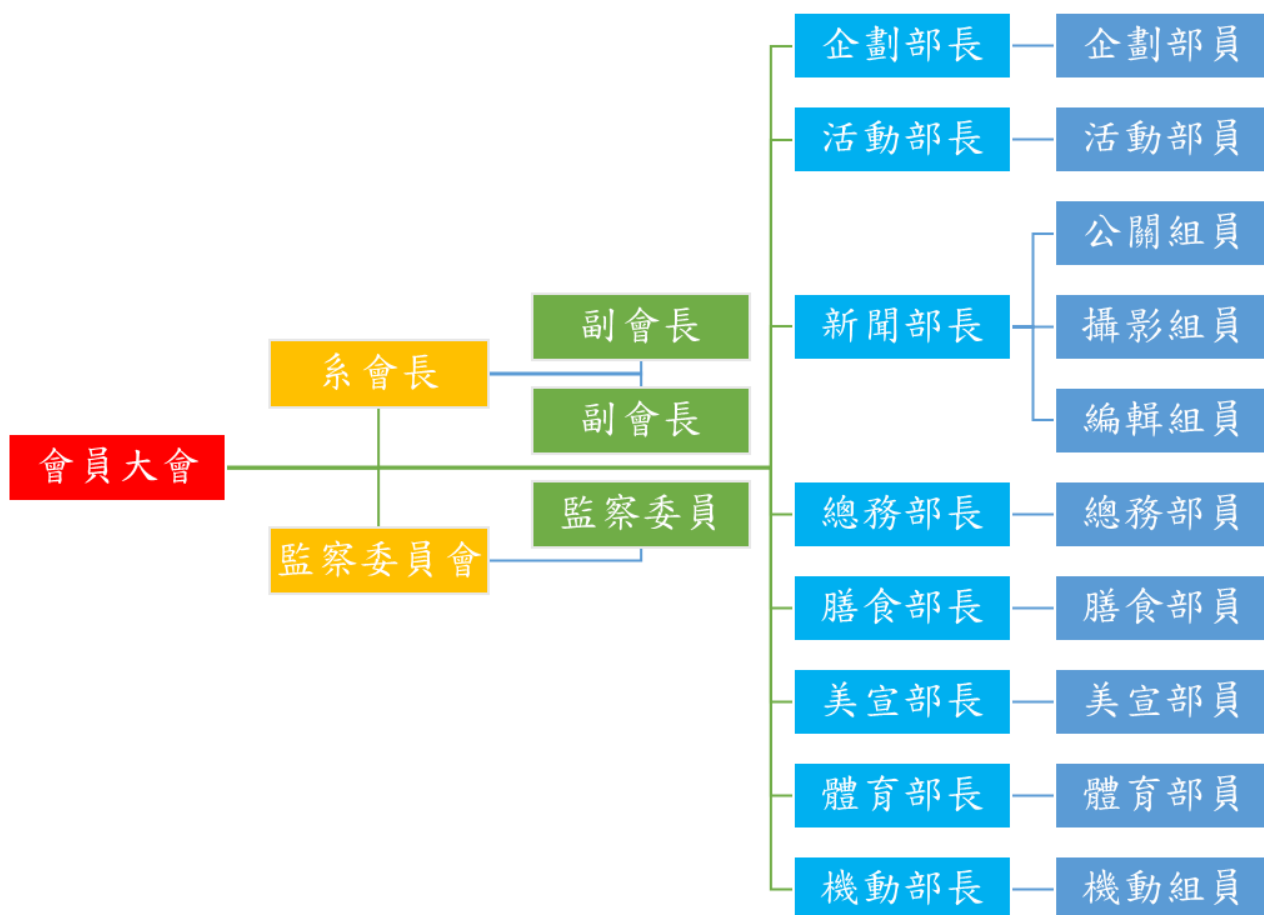 會員大會
系會長
監察委員會
副會長
副會長
監察委員
企劃部長
企劃部員
活動部長
活動部員
新聞部長
公關組員
攝影組員
編輯組員
總務部長
總務部員
膳食部長
膳食部員
美宣部長
美宣部員
體育部長
體育部員
機動部長
機動組員